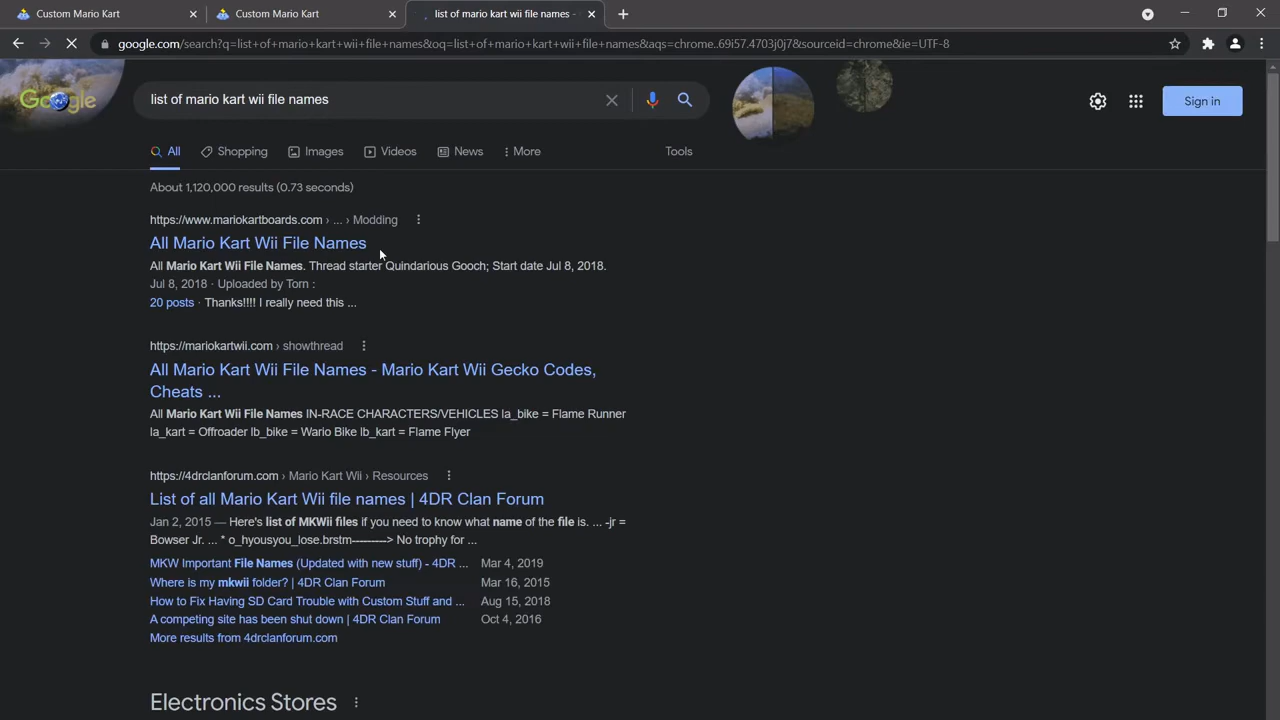 Custom Mario Kart
Custom Mario Kart
list of mario kart wii file names -
google.com/search?q=list+of+mario+kart+wii+file+names&oq=list+of+mario+kart+wii+file+names&aqs=chrome..69i57.4703j0j7&sourceid=chrome&ie=UTF-8
Google
list of mario kart wii file names
Sign in
All
Shopping
Images
Videos
News
More
Tools
About 1,120,000 results (0.73 seconds)
https://www.mariokartboards.com › ... › Modding
All Mario Kart Wii File Names
All Mario Kart Wii File Names. Thread starter Quindarious Gooch; Start date Jul 8, 2018.
Jul 8, 2018 · Uploaded by Torn :
20 posts · Thanks!!!! I really need this ...
https://mariokartwii.com › showthread
All Mario Kart Wii File Names - Mario Kart Wii Gecko Codes,
Cheats ...
All Mario Kart Wii File Names IN-RACE CHARACTERS/VEHICLES la_bike = Flame Runner
la_kart = Offroader lb_bike = Wario Bike lb_kart = Flame Flyer
https://4drclanforum.com › Mario Kart Wii › Resources
List of all Mario Kart Wii file names | 4DR Clan Forum
Jan 2, 2015 — Here's list of MKWii files if you need to know what name of the file is. ... -jr =
Bowser Jr. ... * o_hyousyou_lose.brstm---------> No trophy for ...
MKW Important File Names (Updated with new stuff) - 4DR ... Mar 4, 2019
Where is my mkwii folder? | 4DR Clan Forum Mar 16, 2015
How to Fix Having SD Card Trouble with Custom Stuff and ... Aug 15, 2018
A competing site has been shut down | 4DR Clan Forum Oct 4, 2016
More results from 4drclanforum.com
Electronics Stores